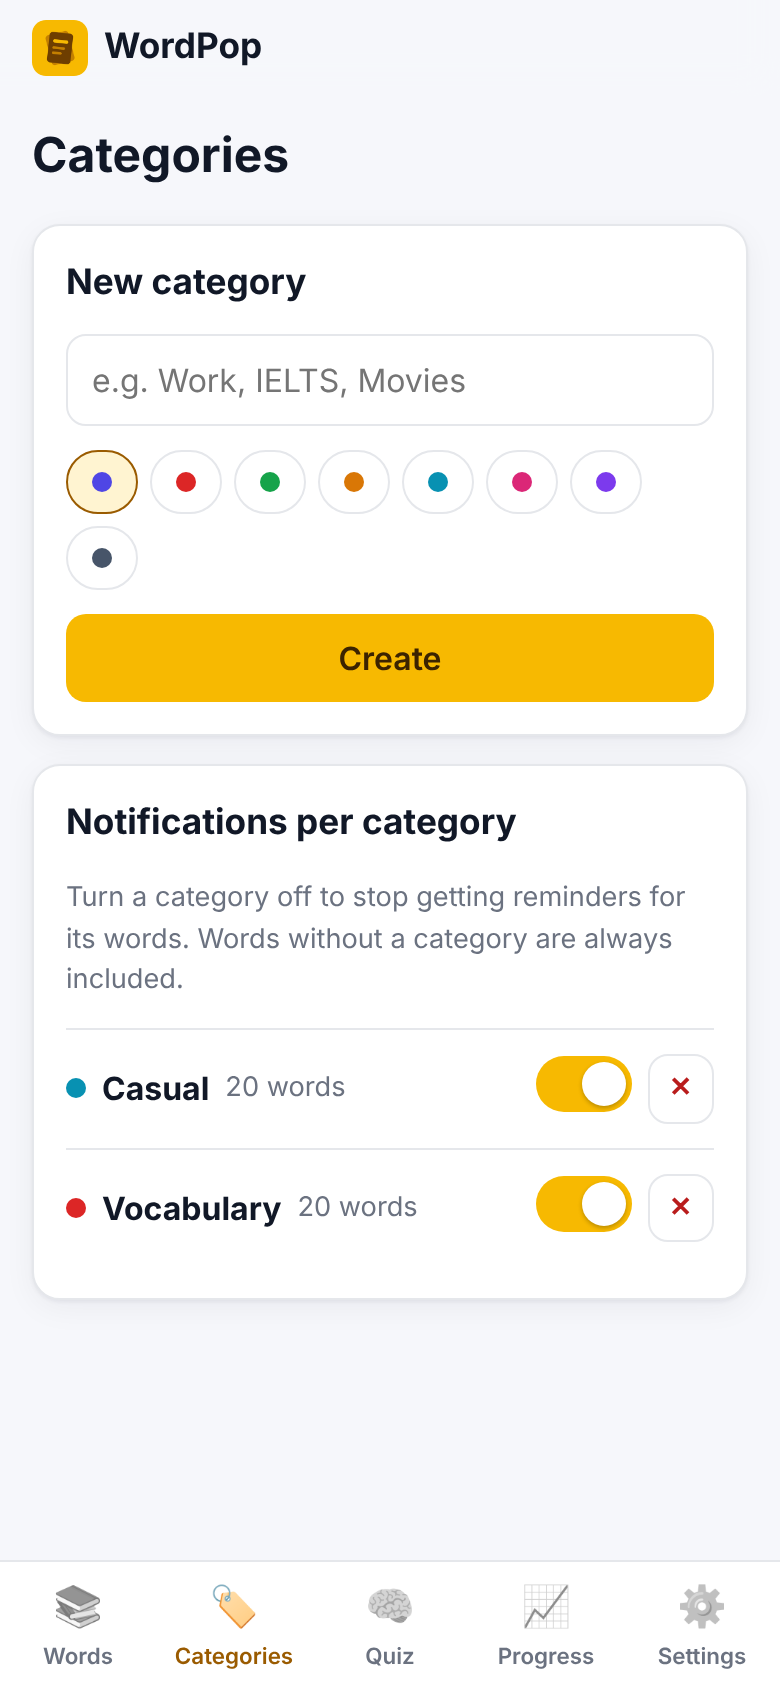 WordPop
Categories
New category
e.g. Work, IELTS, Movies
Create
Notifications per category
Turn a category off to stop getting reminders for
its words. Words without a category are always
included.
Casual 20 words
Vocabulary 20 words
Words Categories Quiz Progress Settings